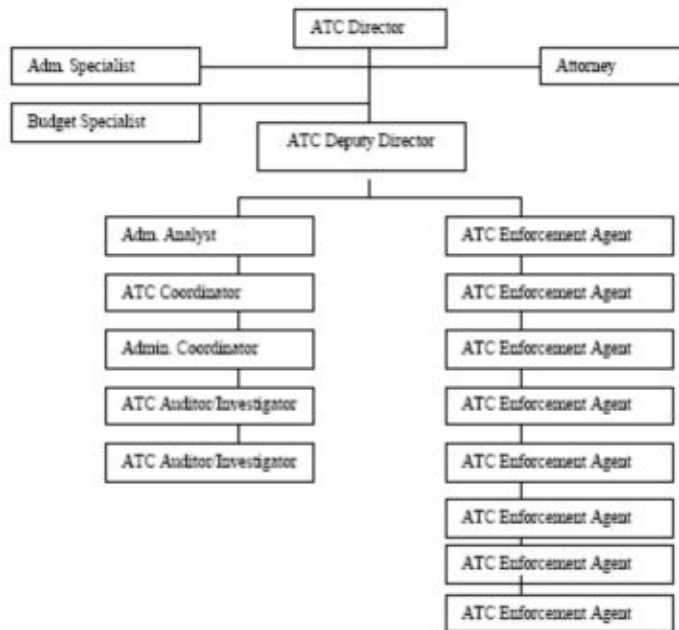 ATC Director
Adm. Specialist
Attorney
Budget Specialist
ATC Deputy Director
Adm. Analyst
ATC Enforcement Agent
ATC Coordinator
ATC Enforcement Agent
Admin. Coordinator
ATC Enforcement Agent
ATC Auditor/Investigator
ATC Enforcement Agent
ATC Auditor/Investigator
ATC Enforcement Agent
ATC Enforcement Agent
ATC Enforcement Agent
ATC Enforcement Agent